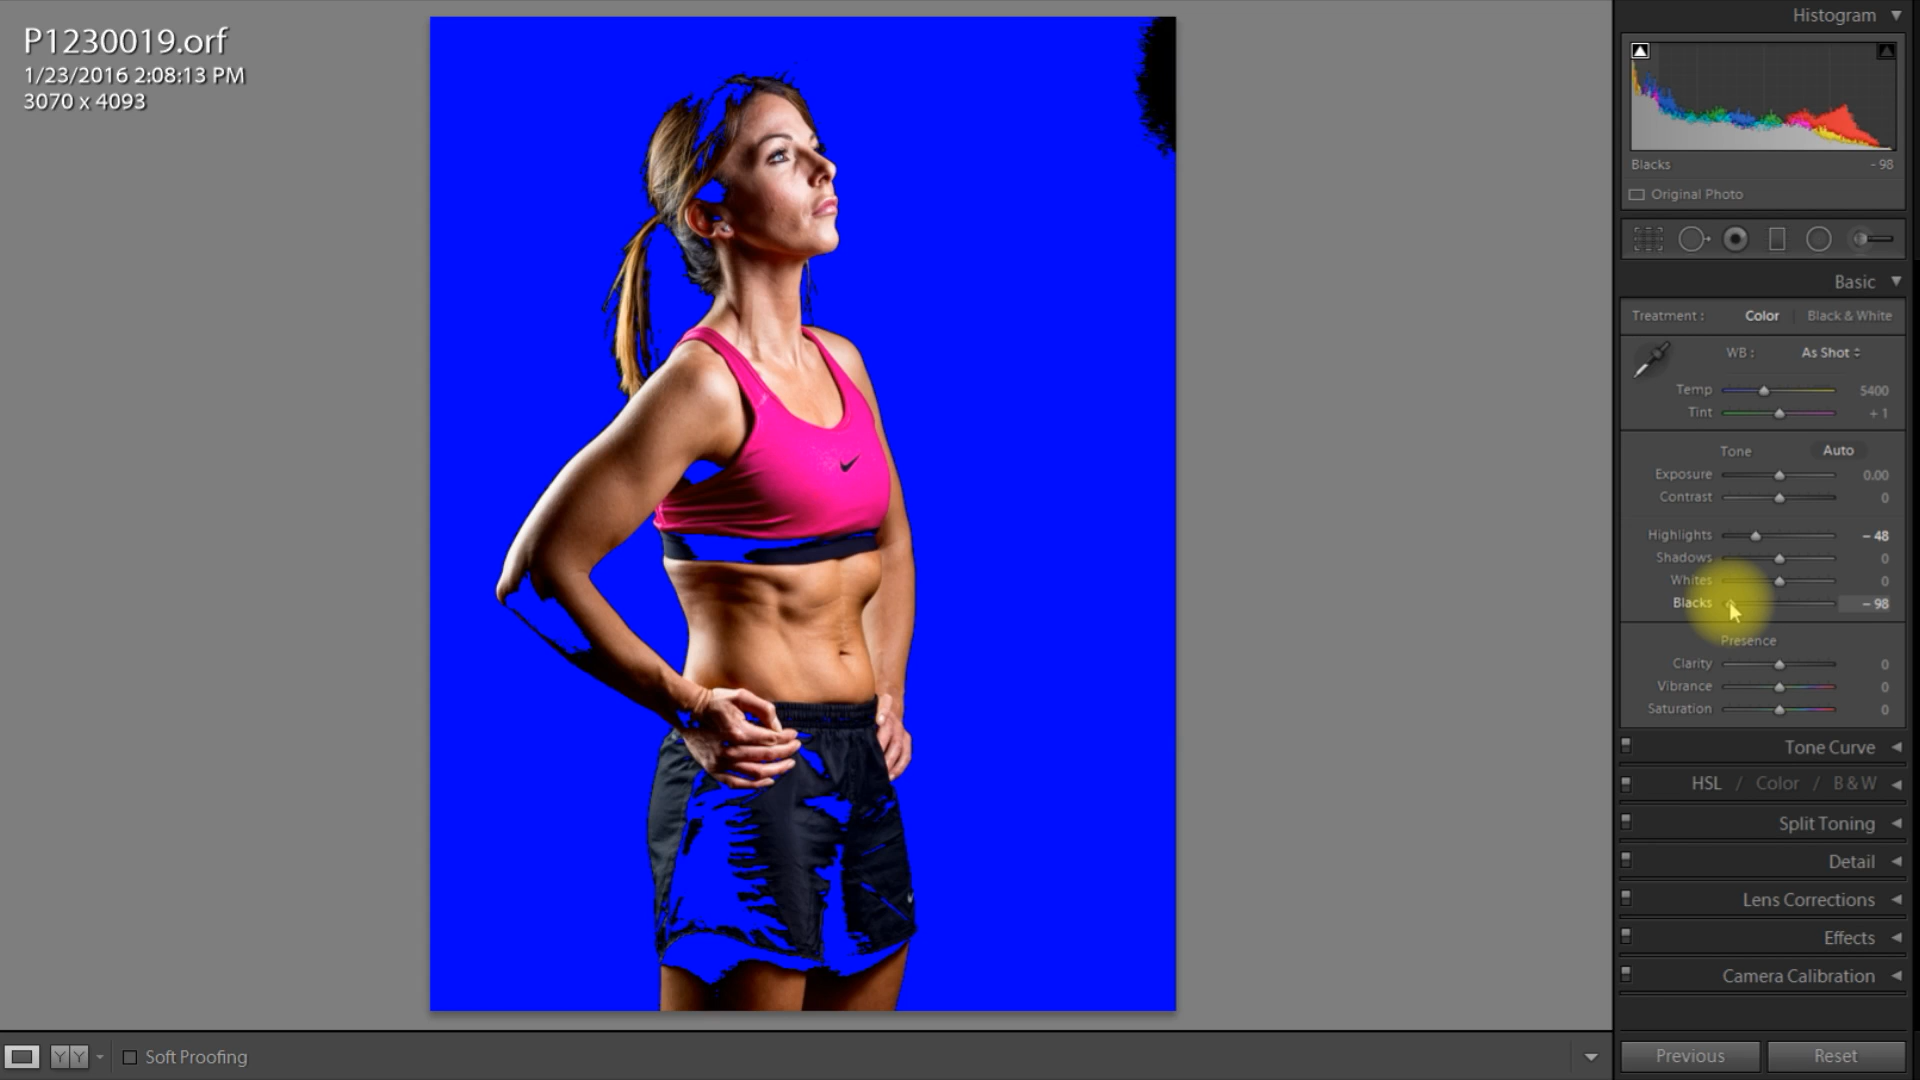 P1230019.orf
1/23/2016 2:08:13 PM
3070 x 4093
Histogram
Blacks -98
Original Photo
Basic
Treatment : Color Black & White
WB : As Shot
Temp 5400
Tint +1
Tone Auto
Exposure 0.00
Contrast 0
Highlights -48
Shadows 0
Whites 0
Blacks -98
Presence
Clarity 0
Vibrance 0
Saturation 0
Tone Curve
HSL / Color / B&W
Split Toning
Detail
Lens Corrections
Effects
Camera Calibration
YY Soft Proofing
Previous Reset